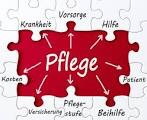 Vorsorge
Krankheit
Hilfe
Pflege
Kosten
Patient
Versicherung
Pflege-
stufe
Beihilfe